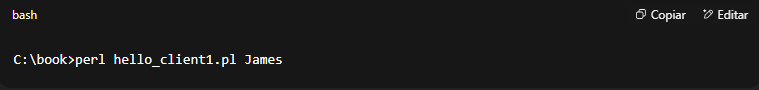 bash
Copiar
Editar
C:\book>perl hello_client1.pl James